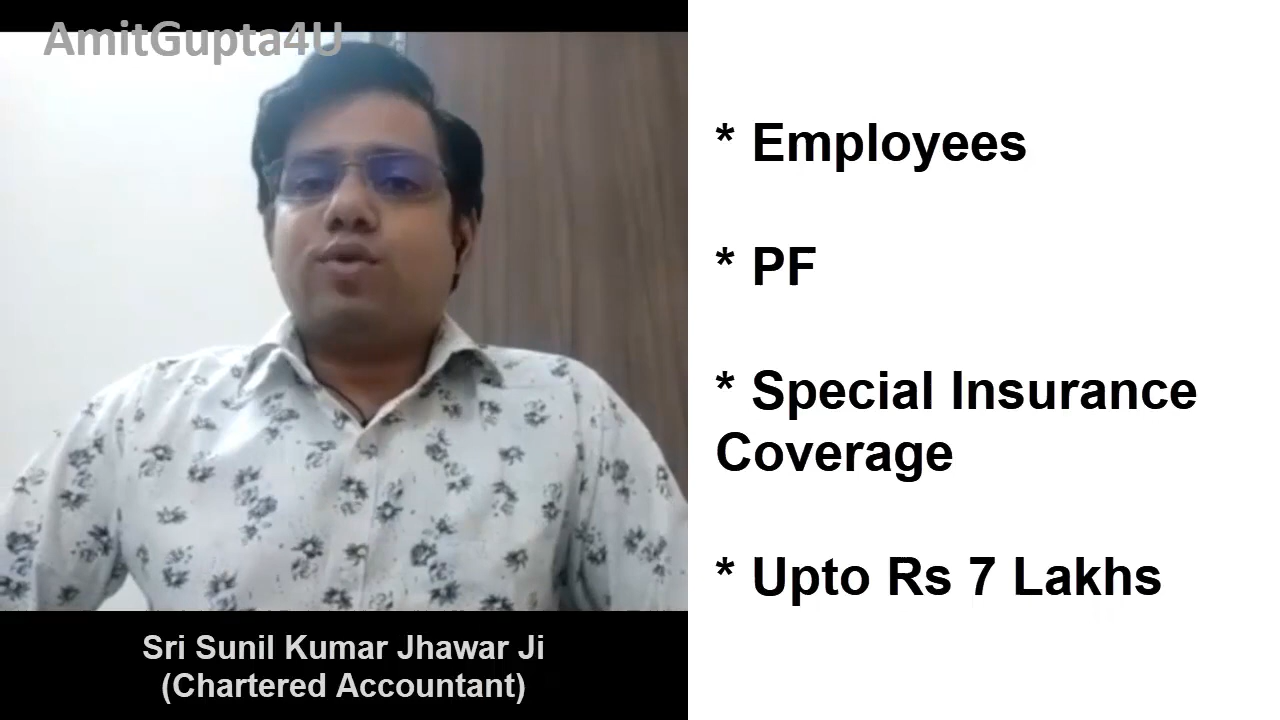 AmitGupta4U
Sri Sunil Kumar Jhawar Ji
(Chartered Accountant)
* Employees
* PF
* Special Insurance
Coverage
* Upto Rs 7 Lakhs